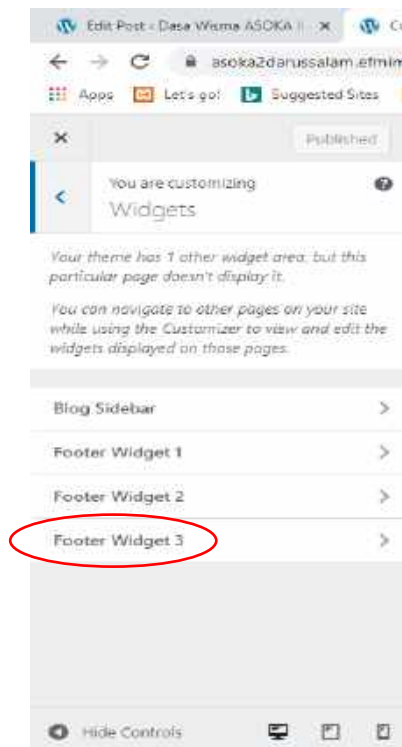 Edit Post ‹ Dasa Wisma ASOKA II
asoka2darussalam.efmim
Apps Let's go! Suggested Sites
Published
You are customizing
Widgets
Your theme has 1 other widget area, but this
particular page doesn't display it.
You can navigate to other pages on your site
while using the Customizer to view and edit the
widgets displayed on those pages.
Blog Sidebar
Footer Widget 1
Footer Widget 2
Footer Widget 3
Hide Controls